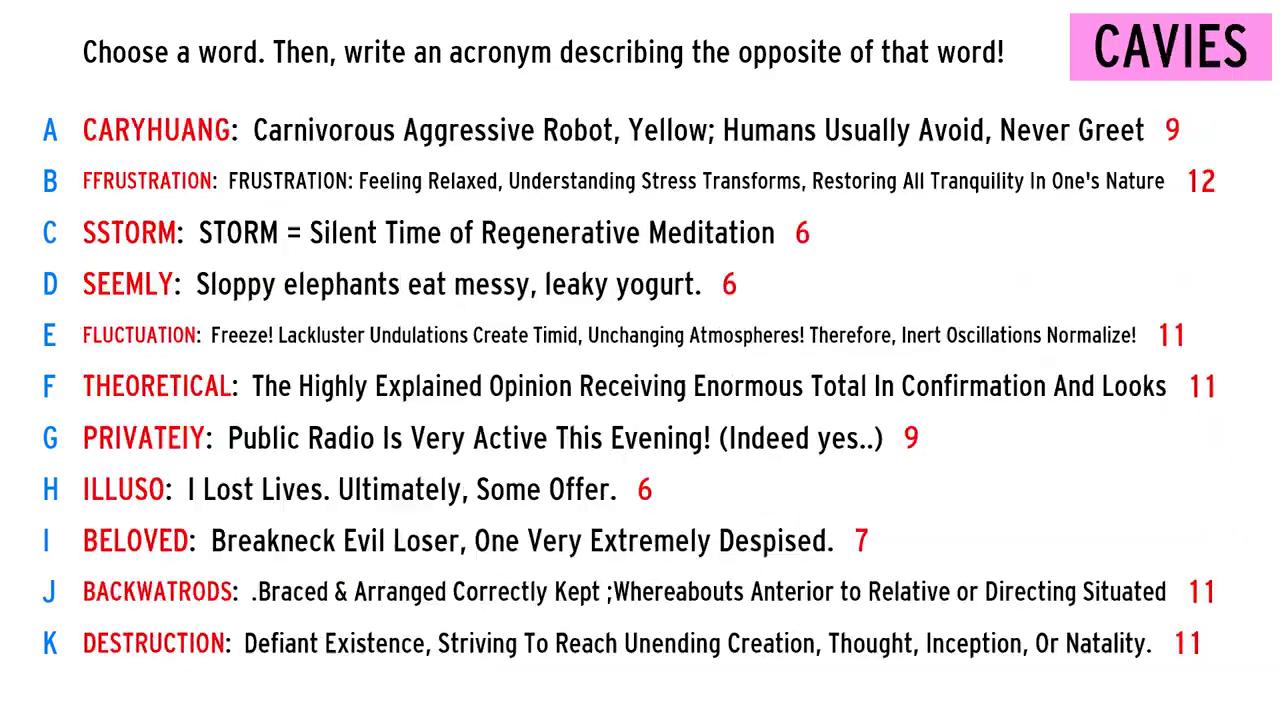 Choose a word. Then, write an acronym describing the opposite of that word!
CAVIES
A CARYHUANG: Carnivorous Aggressive Robot, Yellow; Humans Usually Avoid, Never Greet 9
B FFRUSTRATION: FRUSTRATION: Feeling Relaxed, Understanding Stress Transforms, Restoring All Tranquility In One's Nature 12
C SSTORM: STORM = Silent Time of Regenerative Meditation 6
D SEEMLY: Sloppy elephants eat messy, leaky yogurt. 6
E FLUCTUATION: Freeze! Lackluster Undulations Create Timid, Unchanging Atmospheres! Therefore, Inert Oscillations Normalize! 11
F THEORETICAL: The Highly Explained Opinion Receiving Enormous Total In Confirmation And Looks 11
G PRIVATEIY: Public Radio Is Very Active This Evening! (Indeed yes..) 9
H ILLUSO: I Lost Lives. Ultimately, Some Offer. 6
I BELOVED: Breakneck Evil Loser, One Very Extremely Despised. 7
J BACKWATRODS: .Braced & Arranged Correctly Kept ;Whereabouts Anterior to Relative or Directing Situated 11
K DESTRUCTION: Defiant Existence, Striving To Reach Unending Creation, Thought, Inception, Or Natality. 11